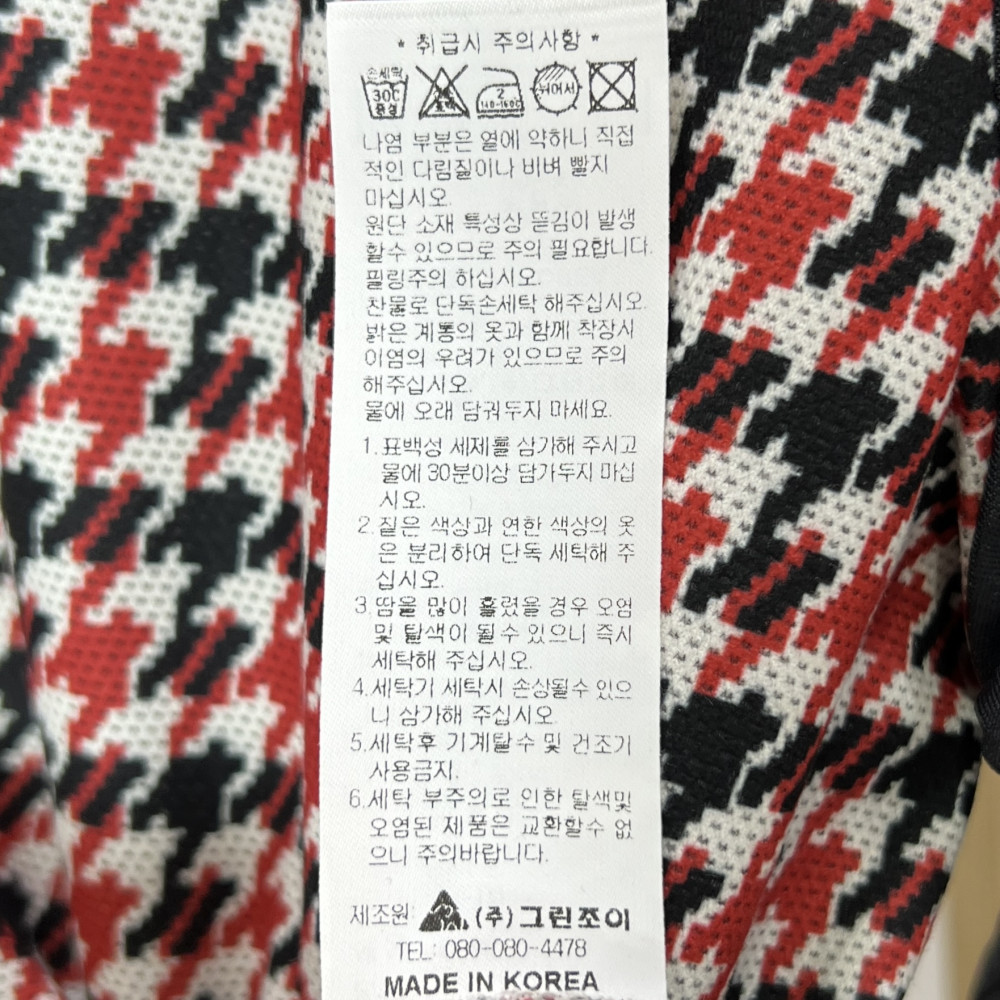 * 취급시 주의사항 *
손세탁
30C
중성
2
140-160C
뉘어서
나염 부분은 열에 약하니 직접
적인 다림질이나 비벼 빨지
마십시오.
원단 소재 특성상 뜯김이 발생
할수 있으므로 주의 필요합니다.
필링주의 하십시오.
찬물로 단독손세탁 해주십시오.
밝은 계통의 옷과 함께 착장시
이염의 우려가 있으므로 주의
해주십시오.
물에 오래 담궈두지 마세요.
1.표백성 세제를 삼가해 주시고
물에 30분이상 담가두지 마십
시오.
2.짙은 색상과 연한 색상의 옷
은 분리하여 단독 세탁해 주
십시오.
3.땀을 많이 흘렸을 경우 오염
및 탈색이 될수 있으니 즉시
세탁해 주십시오.
4.세탁기 세탁시 손상될수 있으
니 삼가해 주십시오.
5.세탁후 기계탈수 및 건조기
사용금지.
6.세탁 부주의로 인한 탈색및
오염된 제품은 교환할수 없
으니 주의바랍니다.
제조원: (주)그린조이
TEL: 080-080-4478
MADE IN KOREA